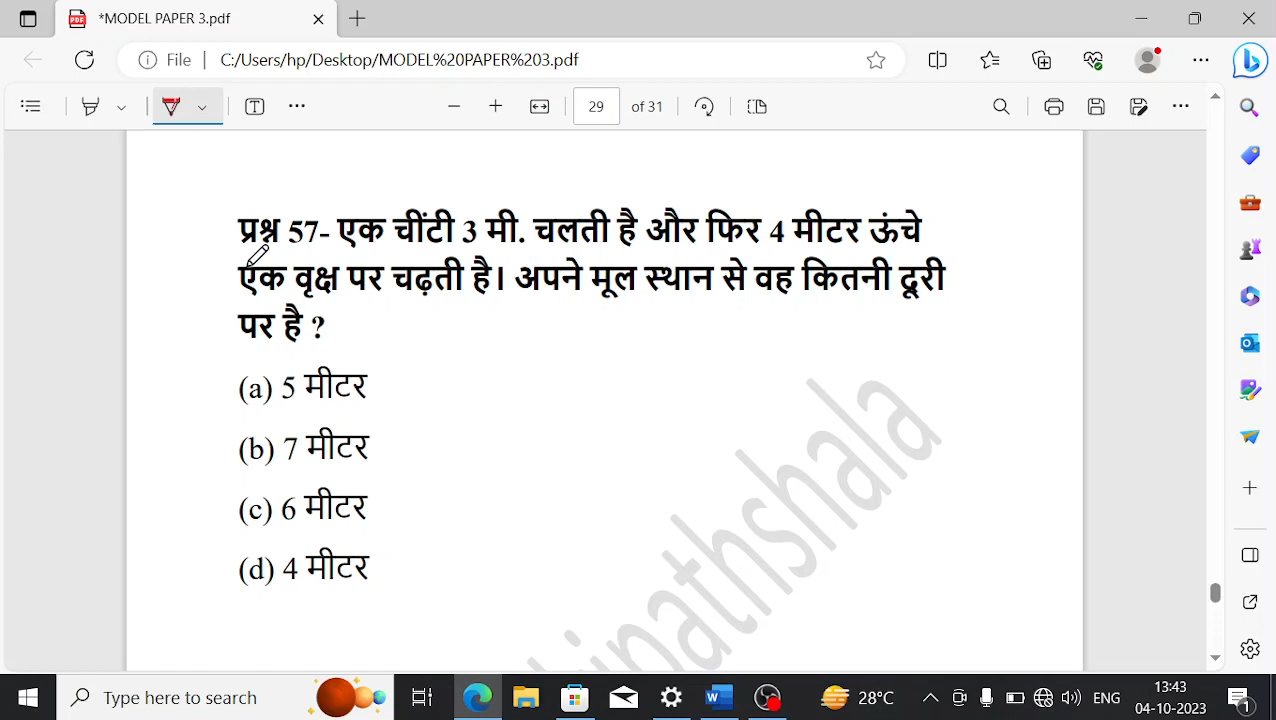 *MODEL PAPER 3.pdf
File | C:/Users/hp/Desktop/MODEL%20PAPER%203.pdf
29 of 31
प्रश्न 57- एक चींटी 3 मी. चलती है और फिर 4 मीटर ऊंचे
एक वृक्ष पर चढ़ती है। अपने मूल स्थान से वह कितनी दूरी
पर है ?
(a) 5 मीटर
(b) 7 मीटर
(c) 6 मीटर
(d) 4 मीटर
hipathshala
Type here to search
28°C
ENG
13:43
04-10-2023
1